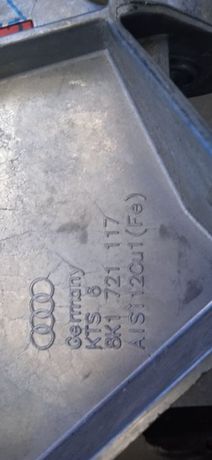 Germany
KTS 8
8K1 721 117
AlSi12Cu1(Fe)